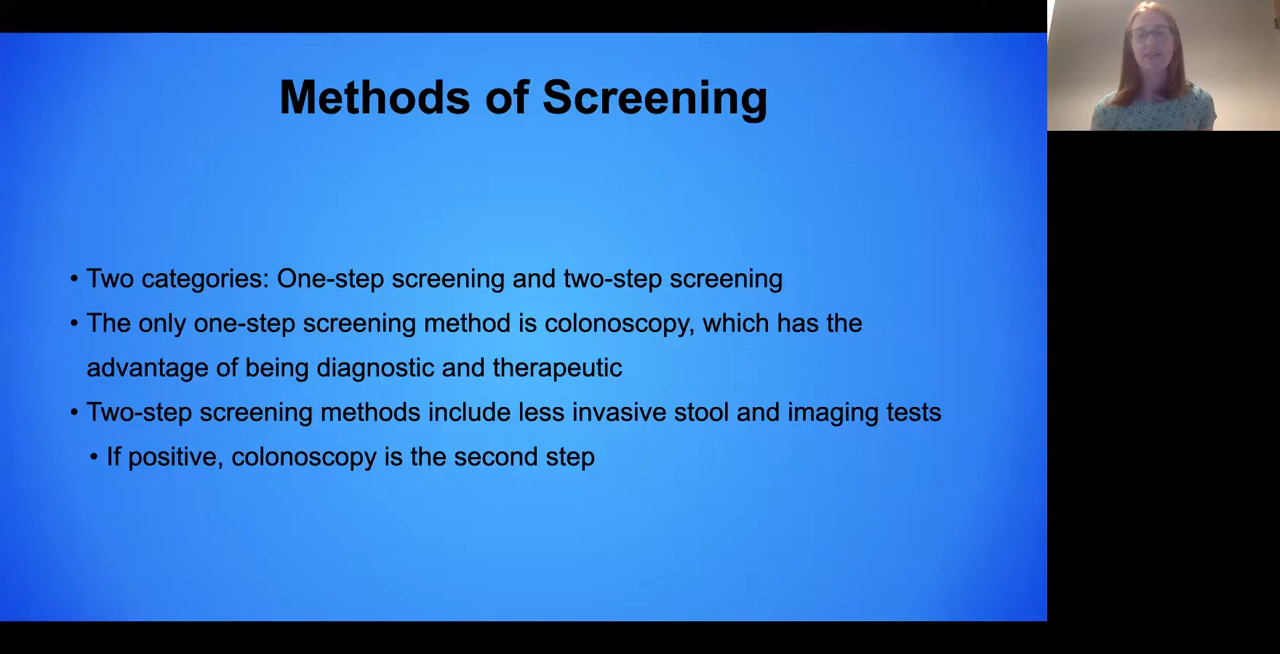 Methods of Screening
• Two categories: One-step screening and two-step screening
• The only one-step screening method is colonoscopy, which has the
advantage of being diagnostic and therapeutic
• Two-step screening methods include less invasive stool and imaging tests
• If positive, colonoscopy is the second step